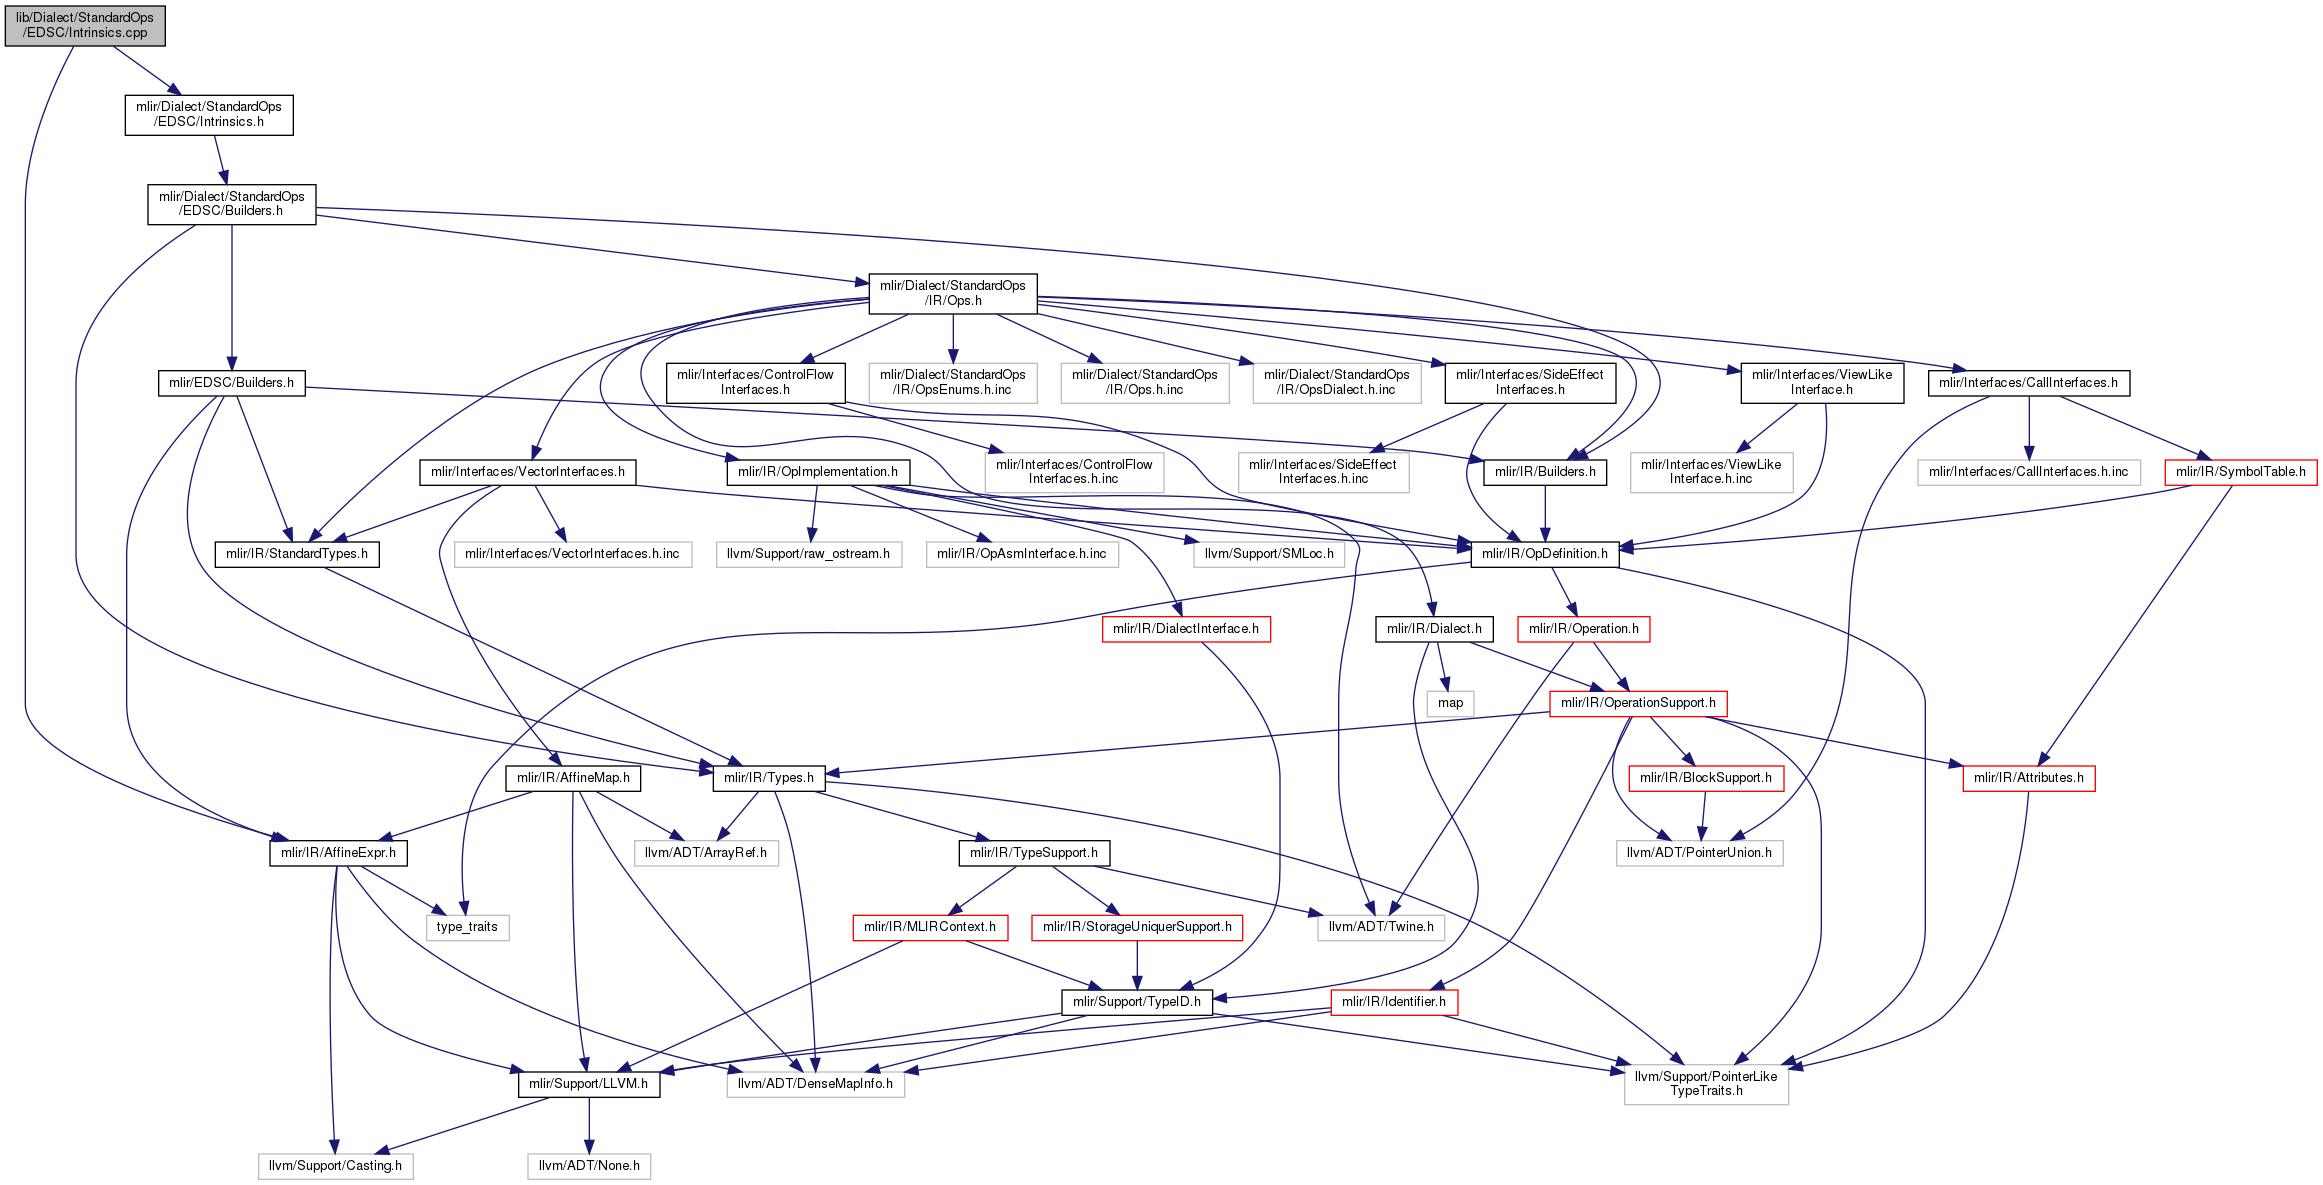 lib/Dialect/StandardOps
/EDSC/Intrinsics.cpp
mlir/Dialect/StandardOps
/EDSC/Intrinsics.h
mlir/Dialect/StandardOps
/EDSC/Builders.h
mlir/Dialect/StandardOps
/IR/Ops.h
mlir/EDSC/Builders.h
mlir/Interfaces/ControlFlow
Interfaces.h
mlir/Dialect/StandardOps
/IR/OpsEnums.h.inc
mlir/Dialect/StandardOps
/IR/Ops.h.inc
mlir/Dialect/StandardOps
/IR/OpsDialect.h.inc
mlir/Interfaces/SideEffect
Interfaces.h
mlir/Interfaces/ViewLike
Interface.h
mlir/Interfaces/CallInterfaces.h
mlir/Interfaces/VectorInterfaces.h
mlir/IR/OpImplementation.h
mlir/Interfaces/ControlFlow
Interfaces.h.inc
mlir/Interfaces/SideEffect
Interfaces.h.inc
mlir/IR/Builders.h
mlir/Interfaces/ViewLike
Interface.h.inc
mlir/Interfaces/CallInterfaces.h.inc
mlir/IR/SymbolTable.h
mlir/IR/StandardTypes.h
mlir/Interfaces/VectorInterfaces.h.inc
llvm/Support/raw_ostream.h
mlir/IR/OpAsmInterface.h.inc
llvm/Support/SMLoc.h
mlir/IR/OpDefinition.h
mlir/IR/DialectInterface.h
mlir/IR/Dialect.h
mlir/IR/Operation.h
map
mlir/IR/OperationSupport.h
mlir/IR/AffineMap.h
mlir/IR/Types.h
mlir/IR/BlockSupport.h
mlir/IR/Attributes.h
mlir/IR/AffineExpr.h
llvm/ADT/ArrayRef.h
mlir/IR/TypeSupport.h
llvm/ADT/PointerUnion.h
type_traits
mlir/IR/MLIRContext.h
mlir/IR/StorageUniquerSupport.h
llvm/ADT/Twine.h
mlir/Support/TypeID.h
mlir/IR/Identifier.h
mlir/Support/LLVM.h
llvm/ADT/DenseMapInfo.h
llvm/Support/PointerLike
TypeTraits.h
llvm/Support/Casting.h
llvm/ADT/None.h